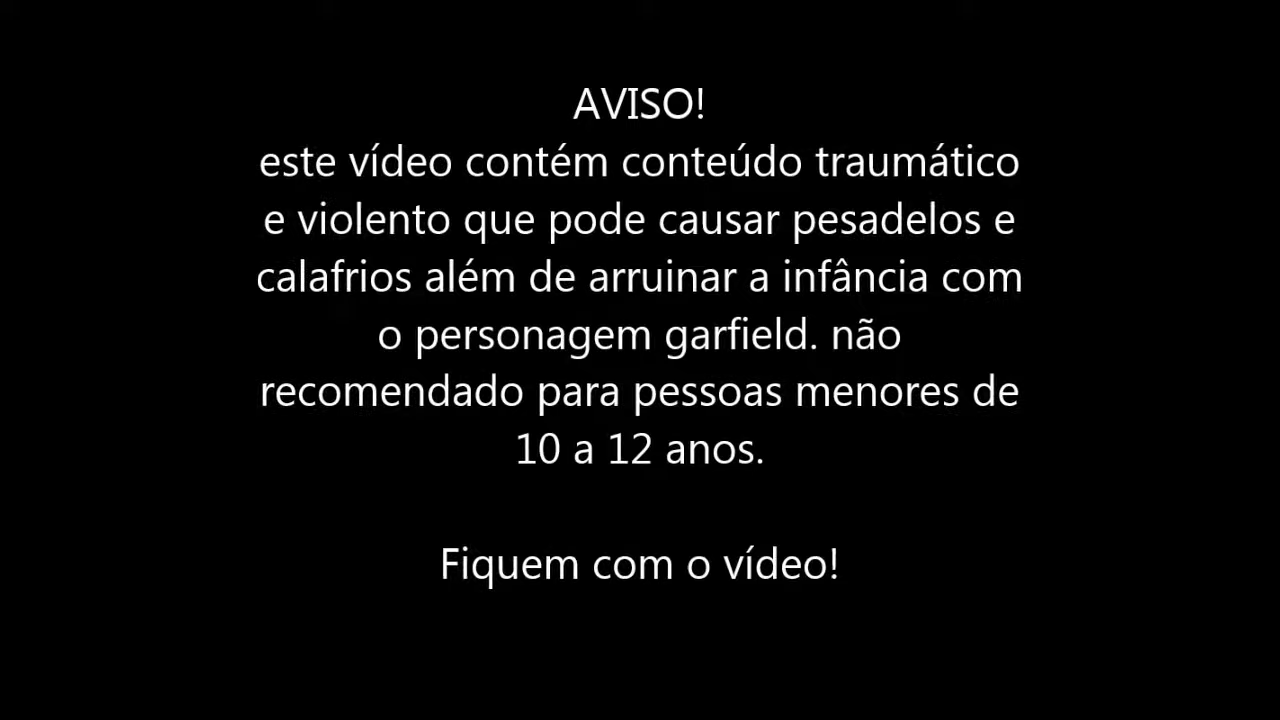 AVISO!
este vídeo contém conteúdo traumático
e violento que pode causar pesadelos e
calafrios além de arruinar a infância com
o personagem garfield. não
recomendado para pessoas menores de
10 a 12 anos.
Fiquem com o vídeo!